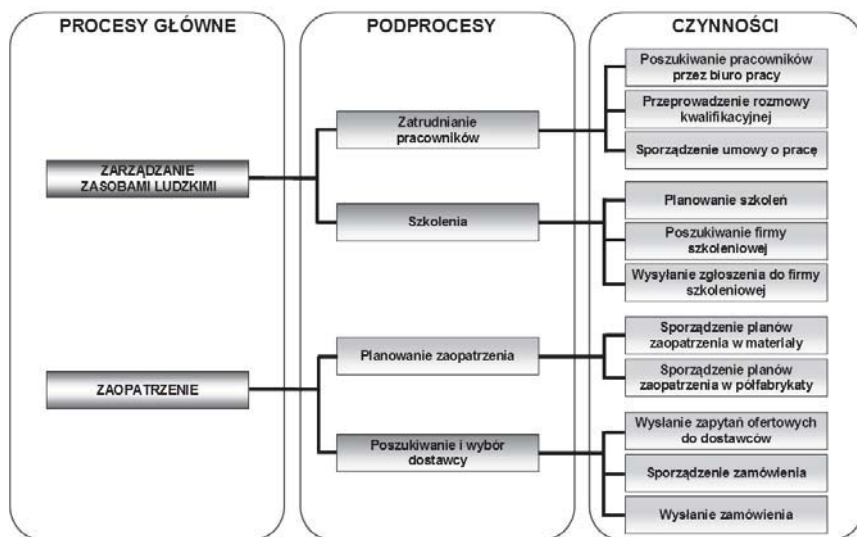 PROCESY GŁÓWNE
PODPROCESY
CZYNNOŚCI
ZARZĄDZANIE
ZASOBAMI LUDZKIMI
Zatrudnianie
pracowników
Poszukiwanie pracowników
przez biuro pracy
Przeprowadzenie rozmowy
kwalifikacyjnej
Sporządzenie umowy o pracę
Szkolenia
Planowanie szkoleń
Poszukiwanie firmy
szkoleniowej
Wysyłanie zgłoszenia do firmy
szkoleniowej
ZAOPATRZENIE
Planowanie zaopatrzenia
Sporządzenie planów
zaopatrzenia w materiały
Sporządzenie planów
zaopatrzenia w półfabrykaty
Poszukiwanie i wybór
dostawcy
Wysłanie zapytań ofertowych
do dostawców
Sporządzenie zamówienia
Wysłanie zamówienia